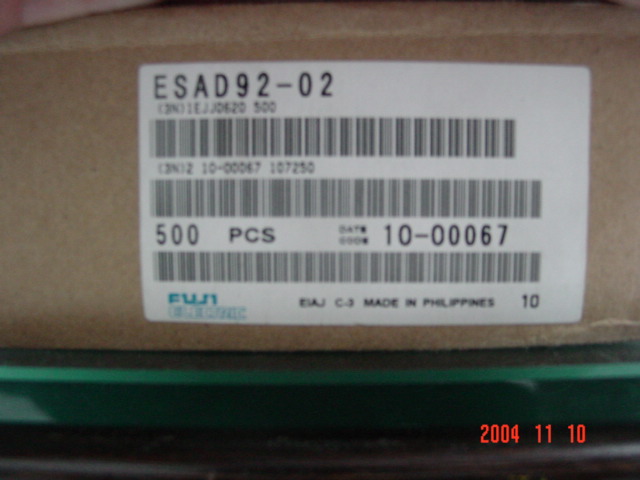 ESAD92-02
(3N)1EJJ0620 500
(3N)2 10-00067 107250
500 PCS DATE CODE 10-00067
FUJI ELECTRIC EIAJ C-3 MADE IN PHILIPPINES 10
2004 11 10